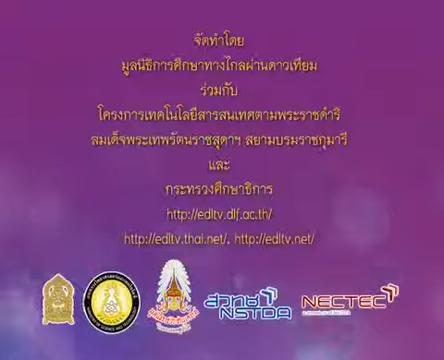 จัดทำโดย
มูลนิธิการศึกษาทางไกลผ่านดาวเทียม
ร่วมกับ
โครงการเทคโนโลยีสารสนเทศตามพระราชดำริ
สมเด็จพระเทพรัตนราชสุดาฯ สยามบรมราชกุมารี
และ
กระทรวงศึกษาธิการ
http://edltv.dlf.ac.th/
http://edltv.thai.net/, http://edltv.net/
สวทช NECTEC
NSTDA